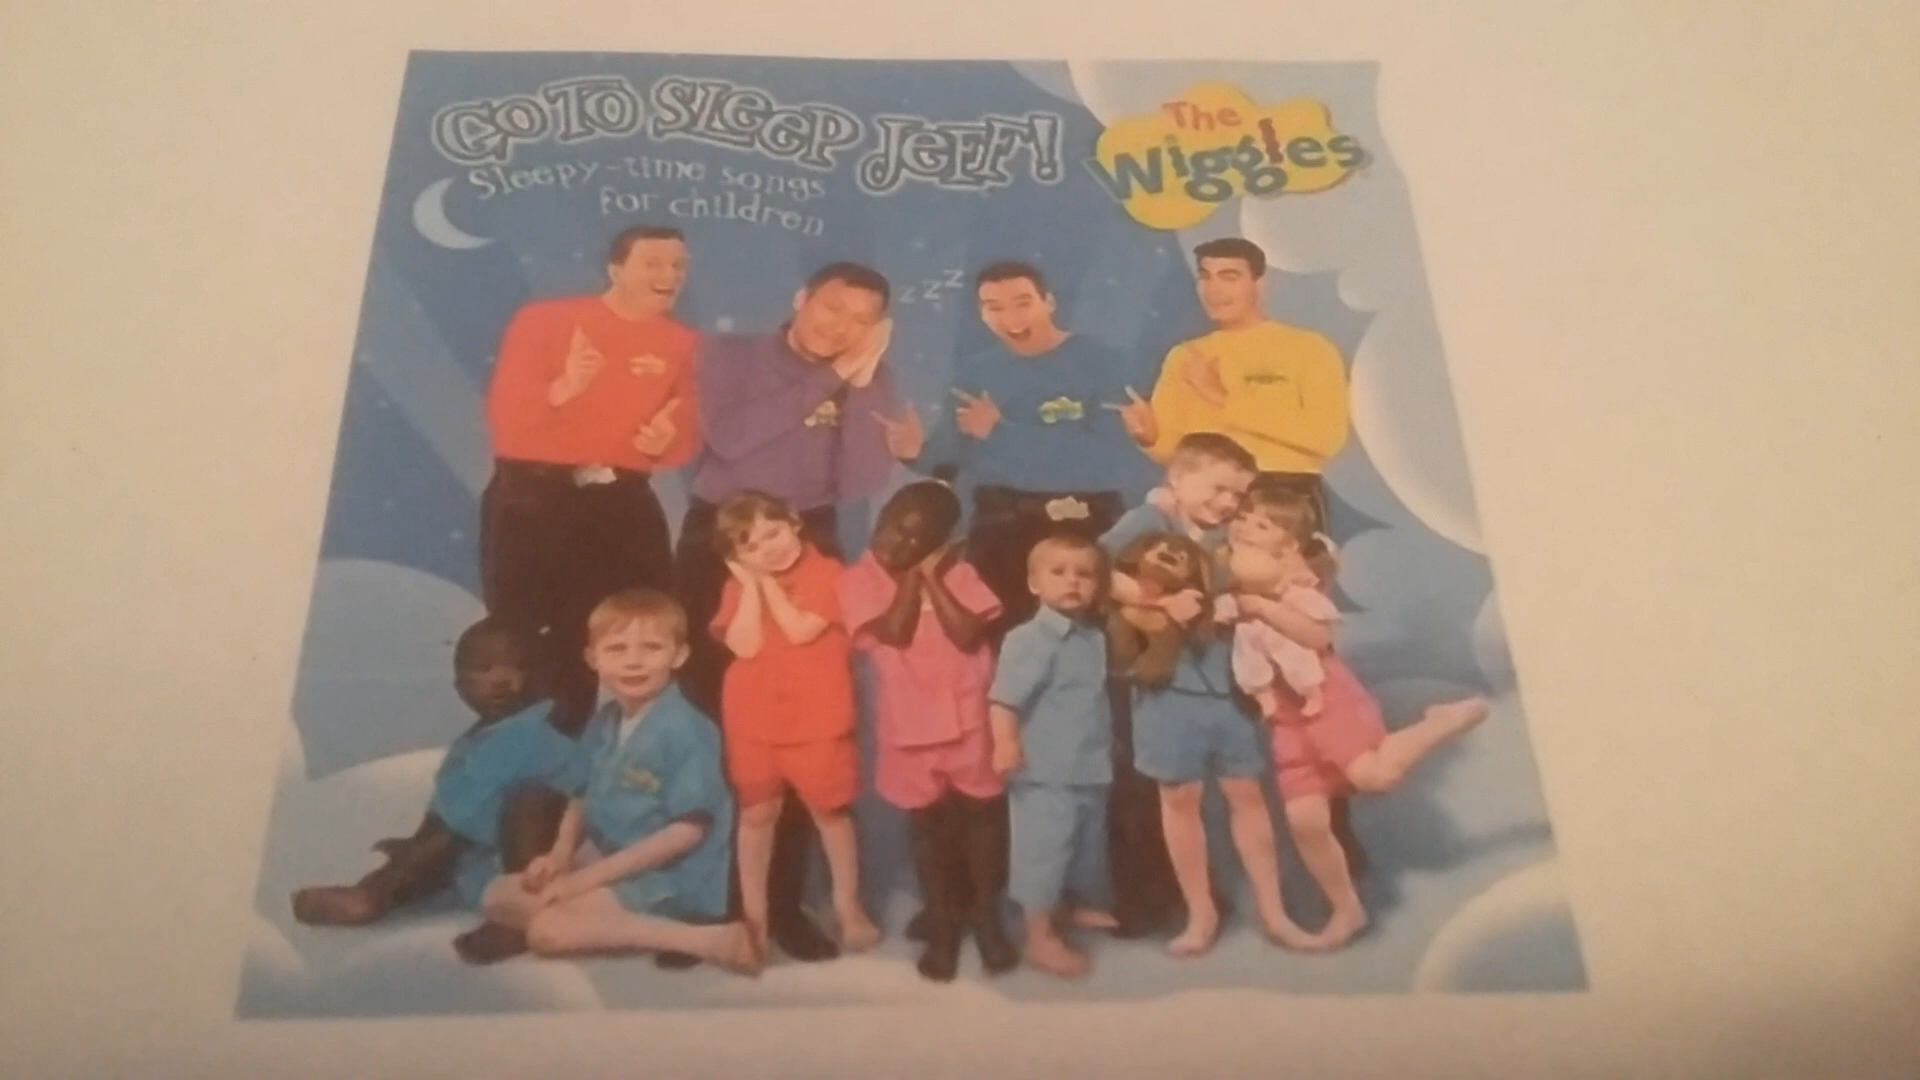 GO TO SLEEP JEFF!
Sleepy-time songs
for children
The
Wiggles
z z z